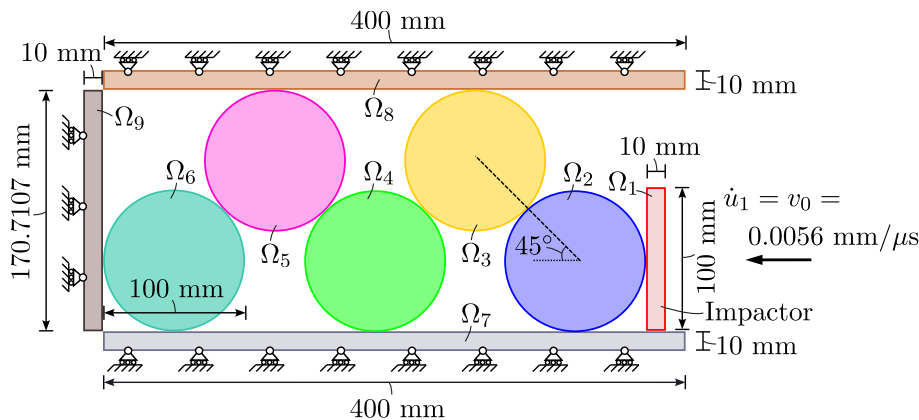 400 mm
10 mm
10 mm
Ω₈
Ω₉
10 mm
Ω₆
Ω₄
Ω₂
Ω₁
170.7107 mm
u̇₁ = v₀ =
0.0056 mm/μs
100 mm
45°
Ω₅
Ω₃
100 mm
Impactor
Ω₇
10 mm
400 mm